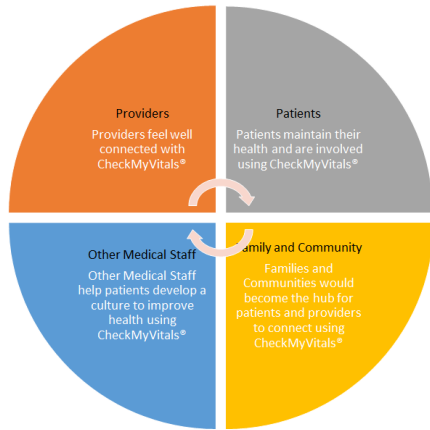 Providers
Providers feel well
connected with
CheckMyVitals®
Patients
Patients maintain their
health and are involved
using CheckMyVitals®
Other Medical Staff
Other Medical Staff
help patients develop a
culture to improve
health using
CheckMyVitals®
Family and Community
Families and
Communities would
become the hub for
patients and providers
to connect using
CheckMyVitals®